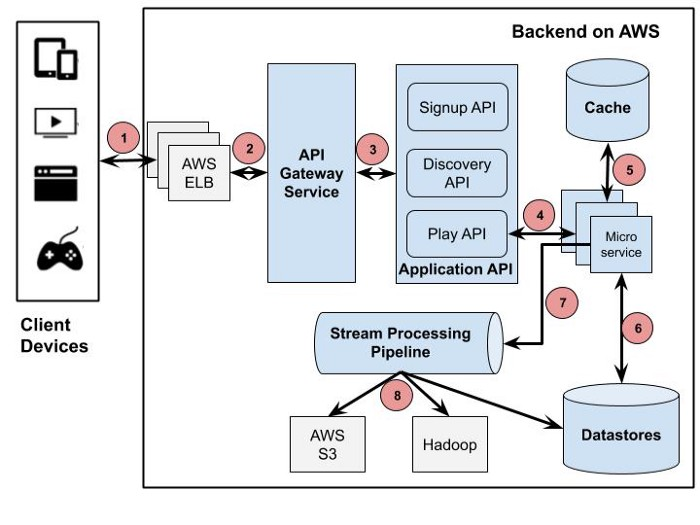 Backend on AWS
1
2
3
4
5
6
7
8
AWS
ELB
API
Gateway
Service
Signup API
Discovery
API
Play API
Application API
Cache
Micro
service
Client
Devices
Stream Processing
Pipeline
AWS
S3
Hadoop
Datastores